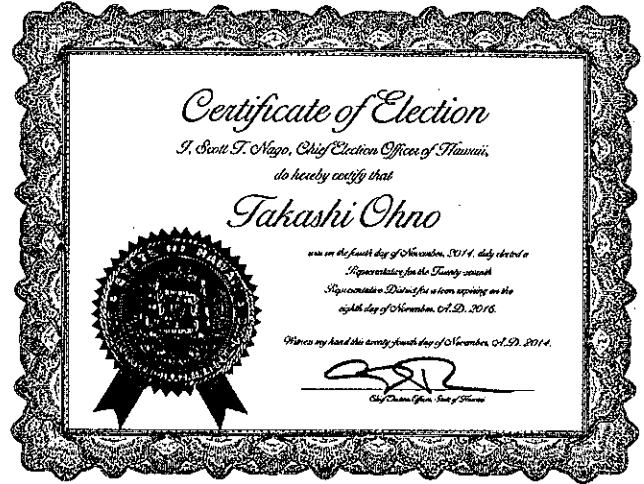 Certificate of Election
I, Scott T. Nago, Chief Election Officer of Hawaii,
do hereby certify that
Takashi Ohno
was on the fourth day of November, 2014, duly elected a
Representative for the Twenty-seventh
Representative District for a term expiring on the
eighth day of November, A.D. 2016.
Witness my hand this twenty-fourth day of November, A.D. 2014.
Chief Election Officer, State of Hawaii
STATE OF HAWAII